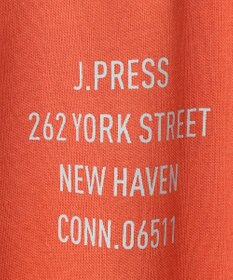 J.PRESS
262 YORK STREET
NEW HAVEN
CONN.06511